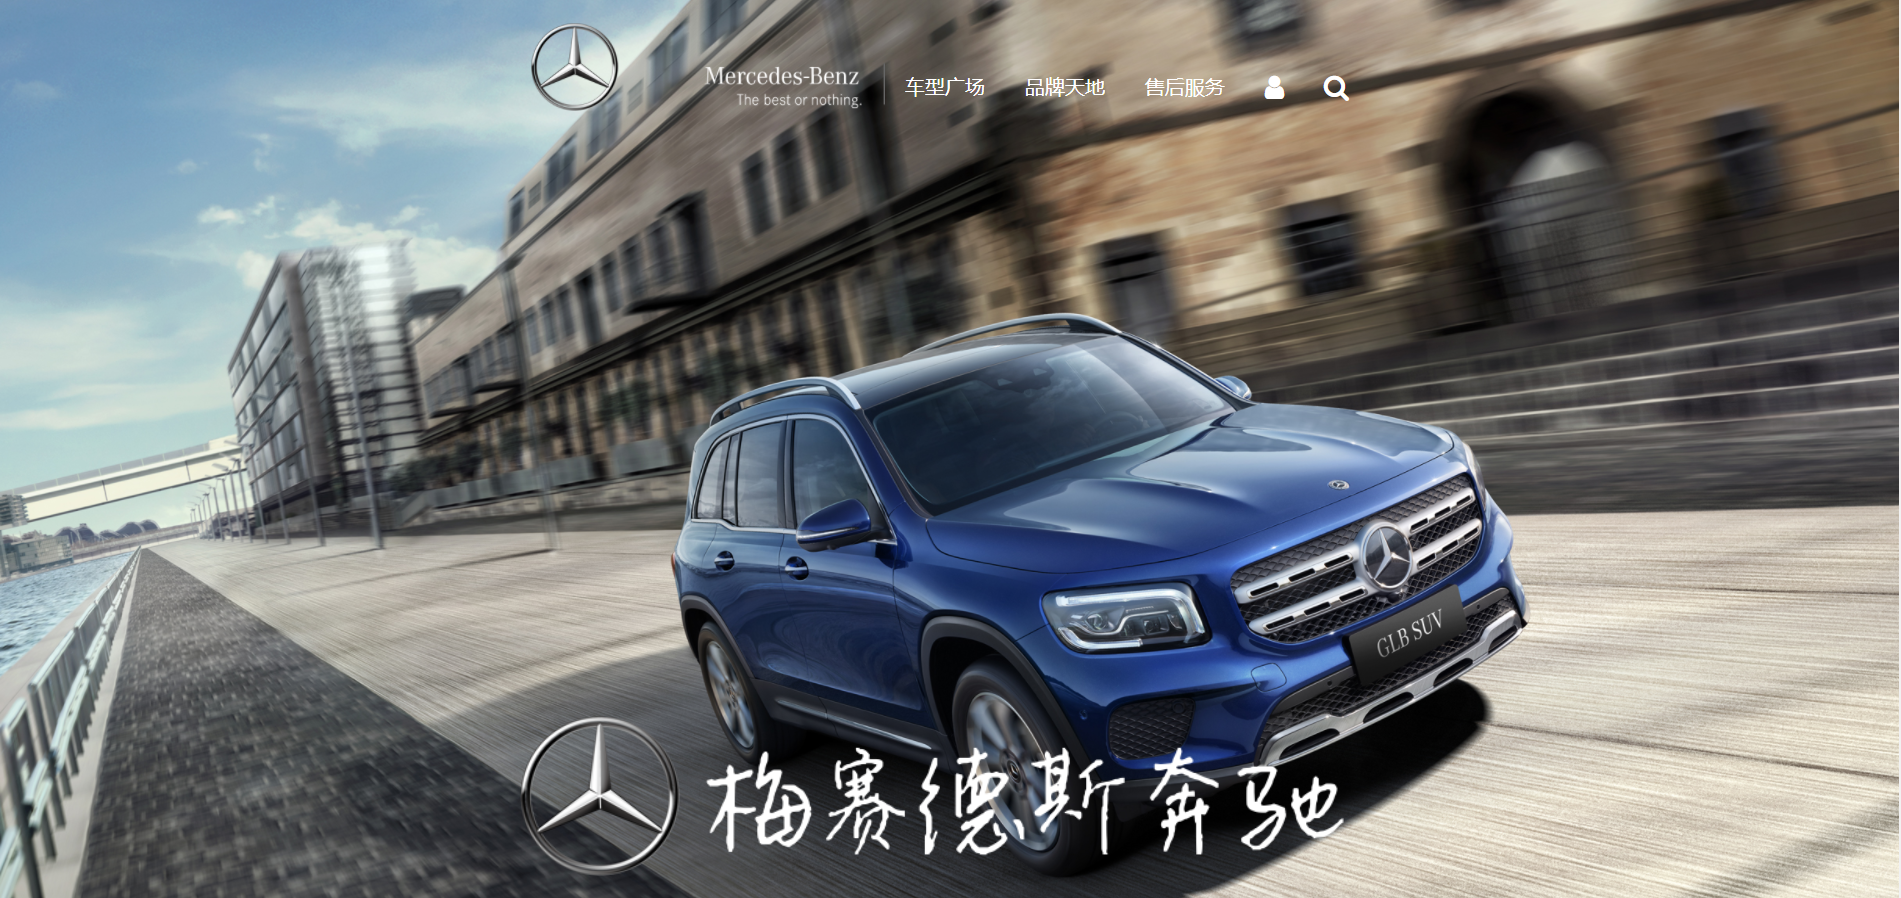 Mercedes-Benz
The best or nothing.
车型广场 品牌天地 售后服务
GLB SUV
梅赛德斯奔驰